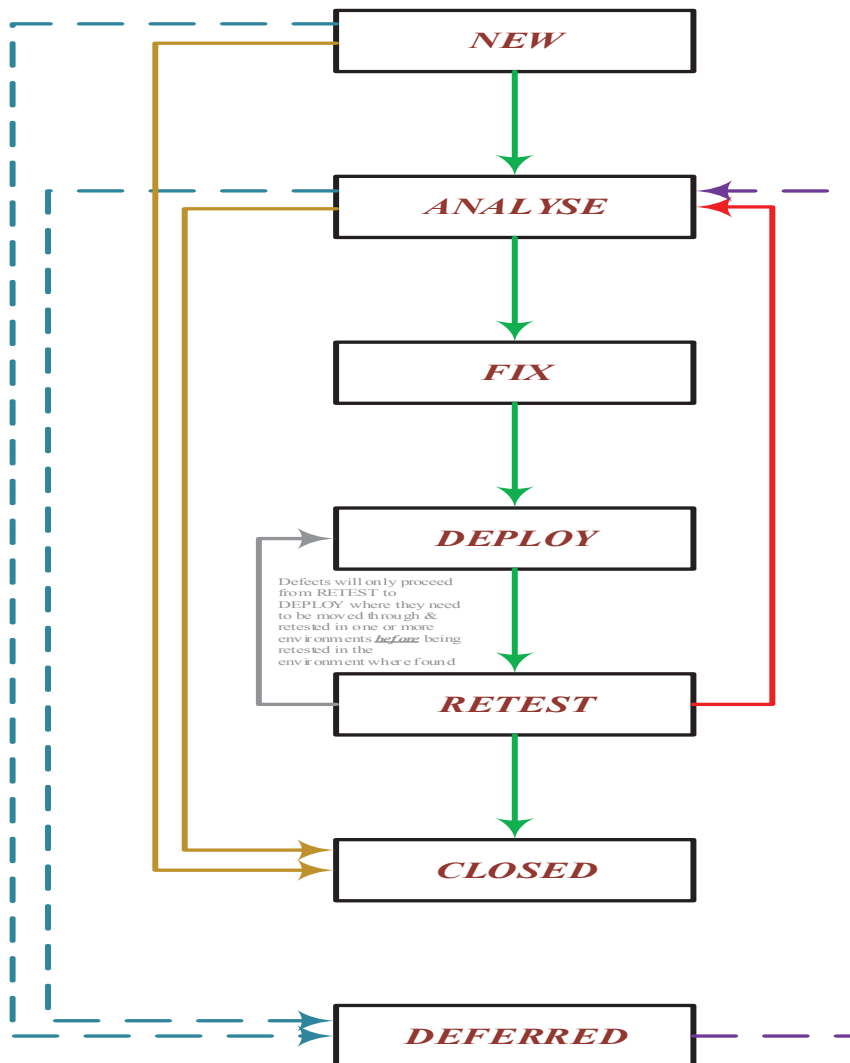 NEW
ANALYSE
FIX
DEPLOY
Defects will only proceed
from RETEST to
DEPLOY where they need
to be moved through &
retested in one or more
environments before being
retested in the
environment where found
RETEST
CLOSED
DEFERRED